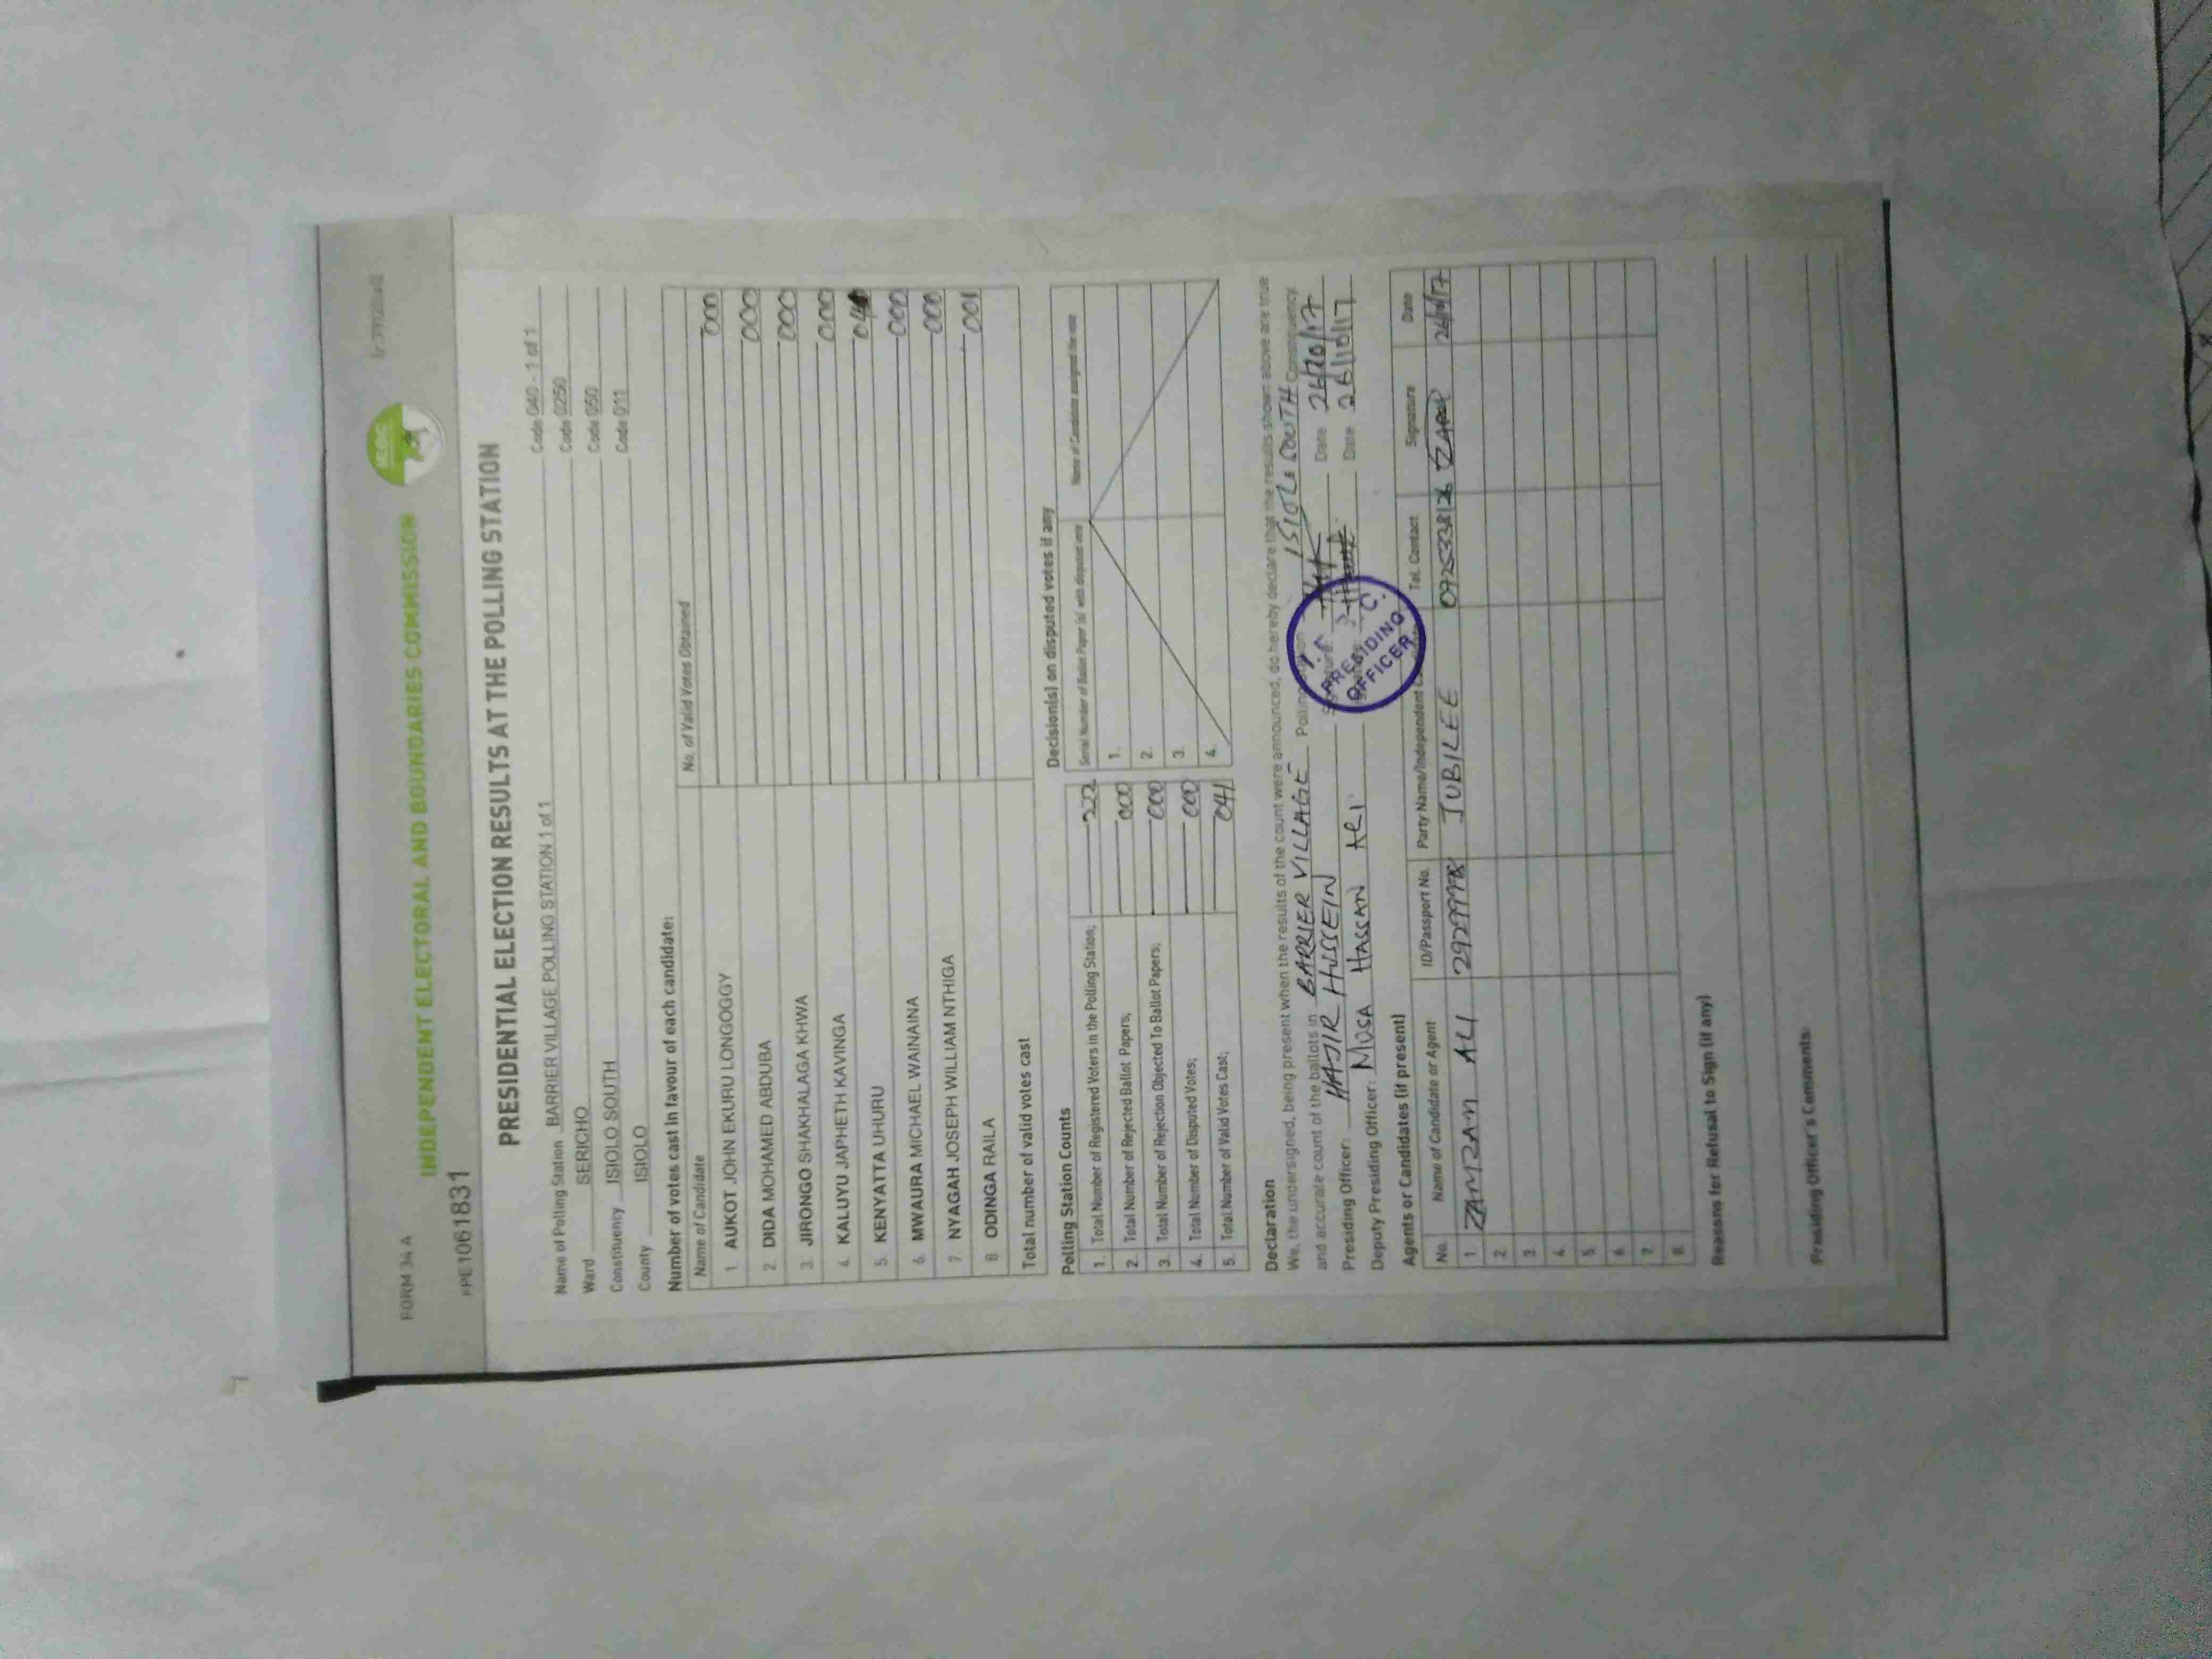 FORM 34 A
INDEPENDENT ELECTORAL AND BOUNDARIES COMMISSION
IEBC
PRESIDENTIAL ELECTION RESULTS AT THE POLLING STATION
Name of Polling Station BARRIER VILLAGE POLLING STATION 1 of 1 Code 040 - 1 of 1
Ward SERICHO Code 0250
Constituency ISIOLO SOUTH Code 050
County ISIOLO Code 011
Number of votes cast in favour of each candidate:
Name of Candidate No. of Valid Votes Obtained
1 AUKOT JOHN EKURU LONGOGGY 000
2. DIDA MOHAMED ABDUBA 000
3. JIRONGO SHAKHALAGA KHWA 000
4. KALUYU JAPHETH KAVINGA 000
5. KENYATTA UHURU
6. MWAURA MICHAEL WAINAINA 000
7. NYAGAH JOSEPH WILLIAM NTHIGA 000
8 ODINGA RAILA 001
Total number of valid votes cast
Polling Station Counts
1. Total Number of Registered Voters in the Polling Station; 222
2. Total Number of Rejected Ballot Papers; 000
3. Total Number of Rejection Objected To Ballot Papers; 000
4. Total Number of Disputed Votes; 000
5. Total Number of Valid Votes Cast; 041
Decision(s) on disputed votes if any
Serial Number of Ballot Paper (s) with disputed vote Name of Candidate assigned the vote
1.
2.
3.
4.
Declaration
We, the undersigned, being present when the results of the count were announced, do hereby declare that the results shown above are true
and accurate count of the ballots in BARRIER VILLAGE Polling ISIOLO SOUTH Constituency.
Presiding Officer: HAJIR HUSSEIN Date 26/10/17
Deputy Presiding Officer: MUSA HASSAN ALI Date 26/10/17
PRESIDING OFFICER
Agents or Candidates (if present)
No. Name of Candidate or Agent ID/Passport No. Party Name/Independent Tel. Contact Signature Date
1. ZAMZAM ALI JUBILEE 26/10/17
2.
3.
4.
5.
6.
7.
8.
Reasons for Refusal to Sign (if any)
Presiding Officer's Comments: